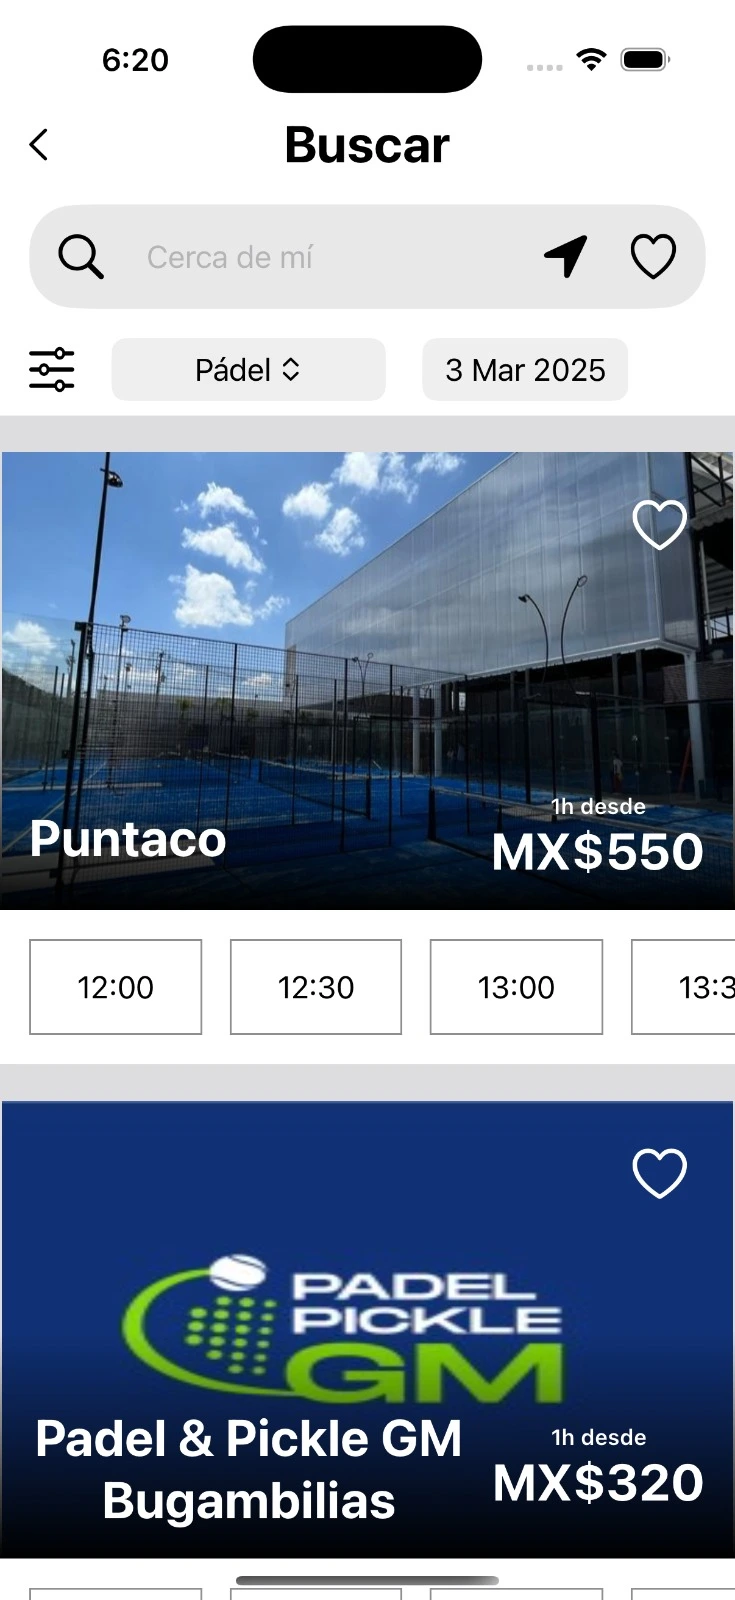 6:20
Buscar
Cerca de mí
Pádel
3 Mar 2025
Puntaco
1h desde
MX$550
12:00
12:30
13:00
13:3
PADEL
PICKLE
GM
Padel & Pickle GM
Bugambilias
1h desde
MX$320